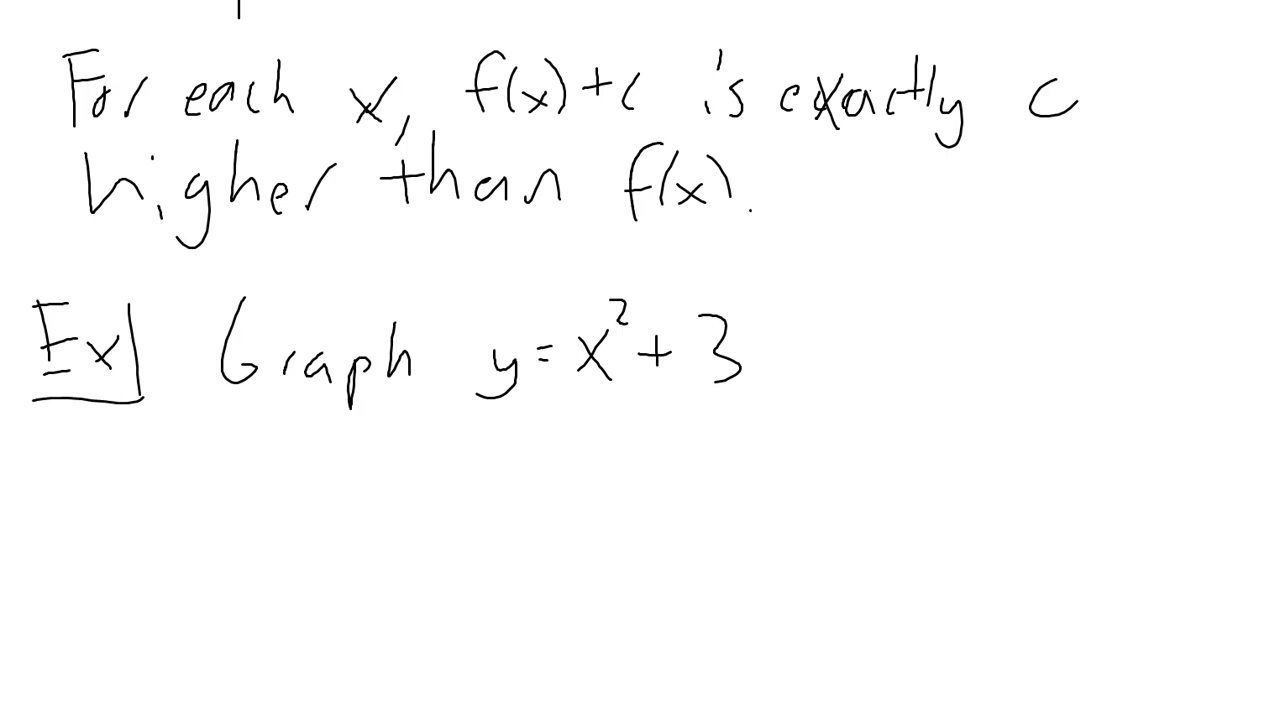 For each x, f(x)+c is exactly c
higher than f(x).
Ex] Graph y=x²+3